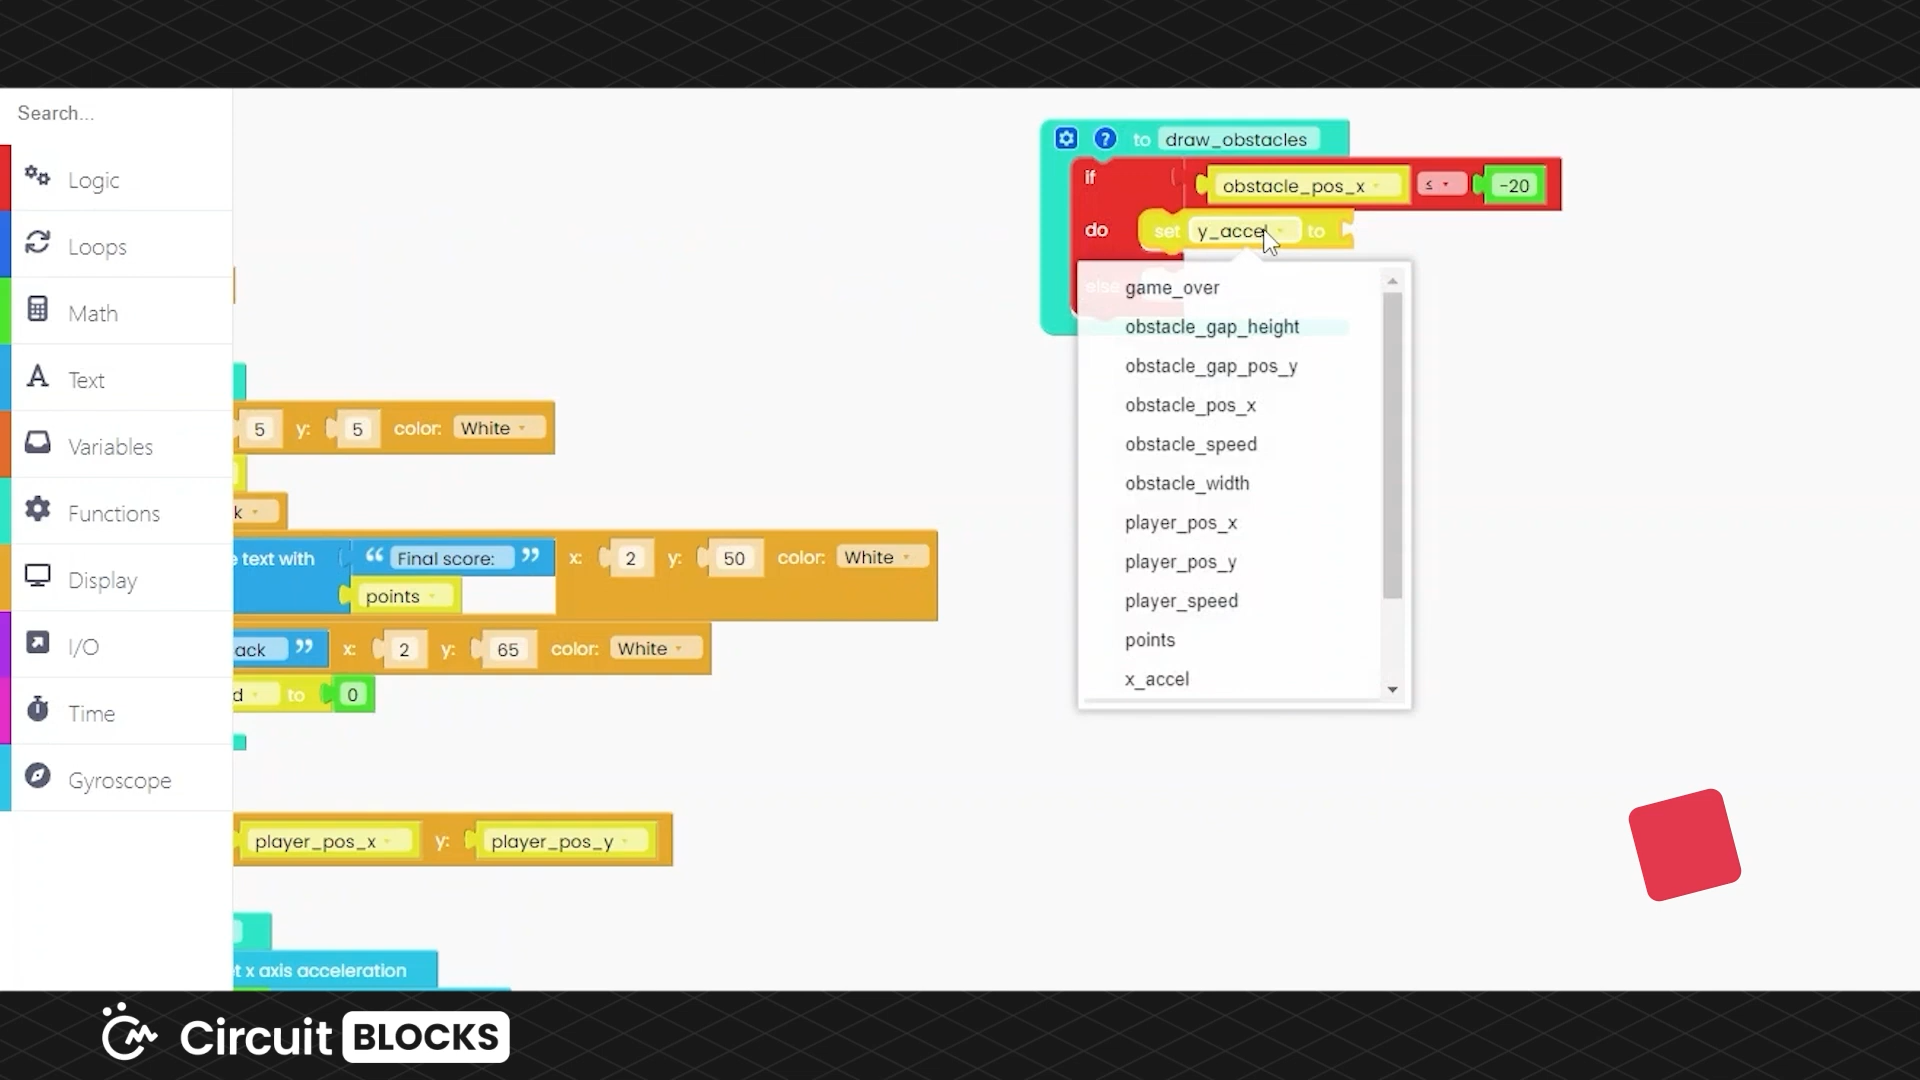 Search...
Logic
Loops
Math
Text
Variables
Functions
Display
I/O
Time
Gyroscope
? to draw_obstacles
if obstacle_pos_x ≤ -20
do set y_accel to
else
game_over
obstacle_gap_height
obstacle_gap_pos_y
obstacle_pos_x
obstacle_speed
obstacle_width
player_pos_x
player_pos_y
player_speed
points
x_accel
5 y: 5 color: White
k
e text with “ Final score: ” x: 2 y: 50 color: White
points
ack ” x: 2 y: 65 color: White
d to 0
player_pos_x y: player_pos_y
t x axis acceleration
Circuit BLOCKS